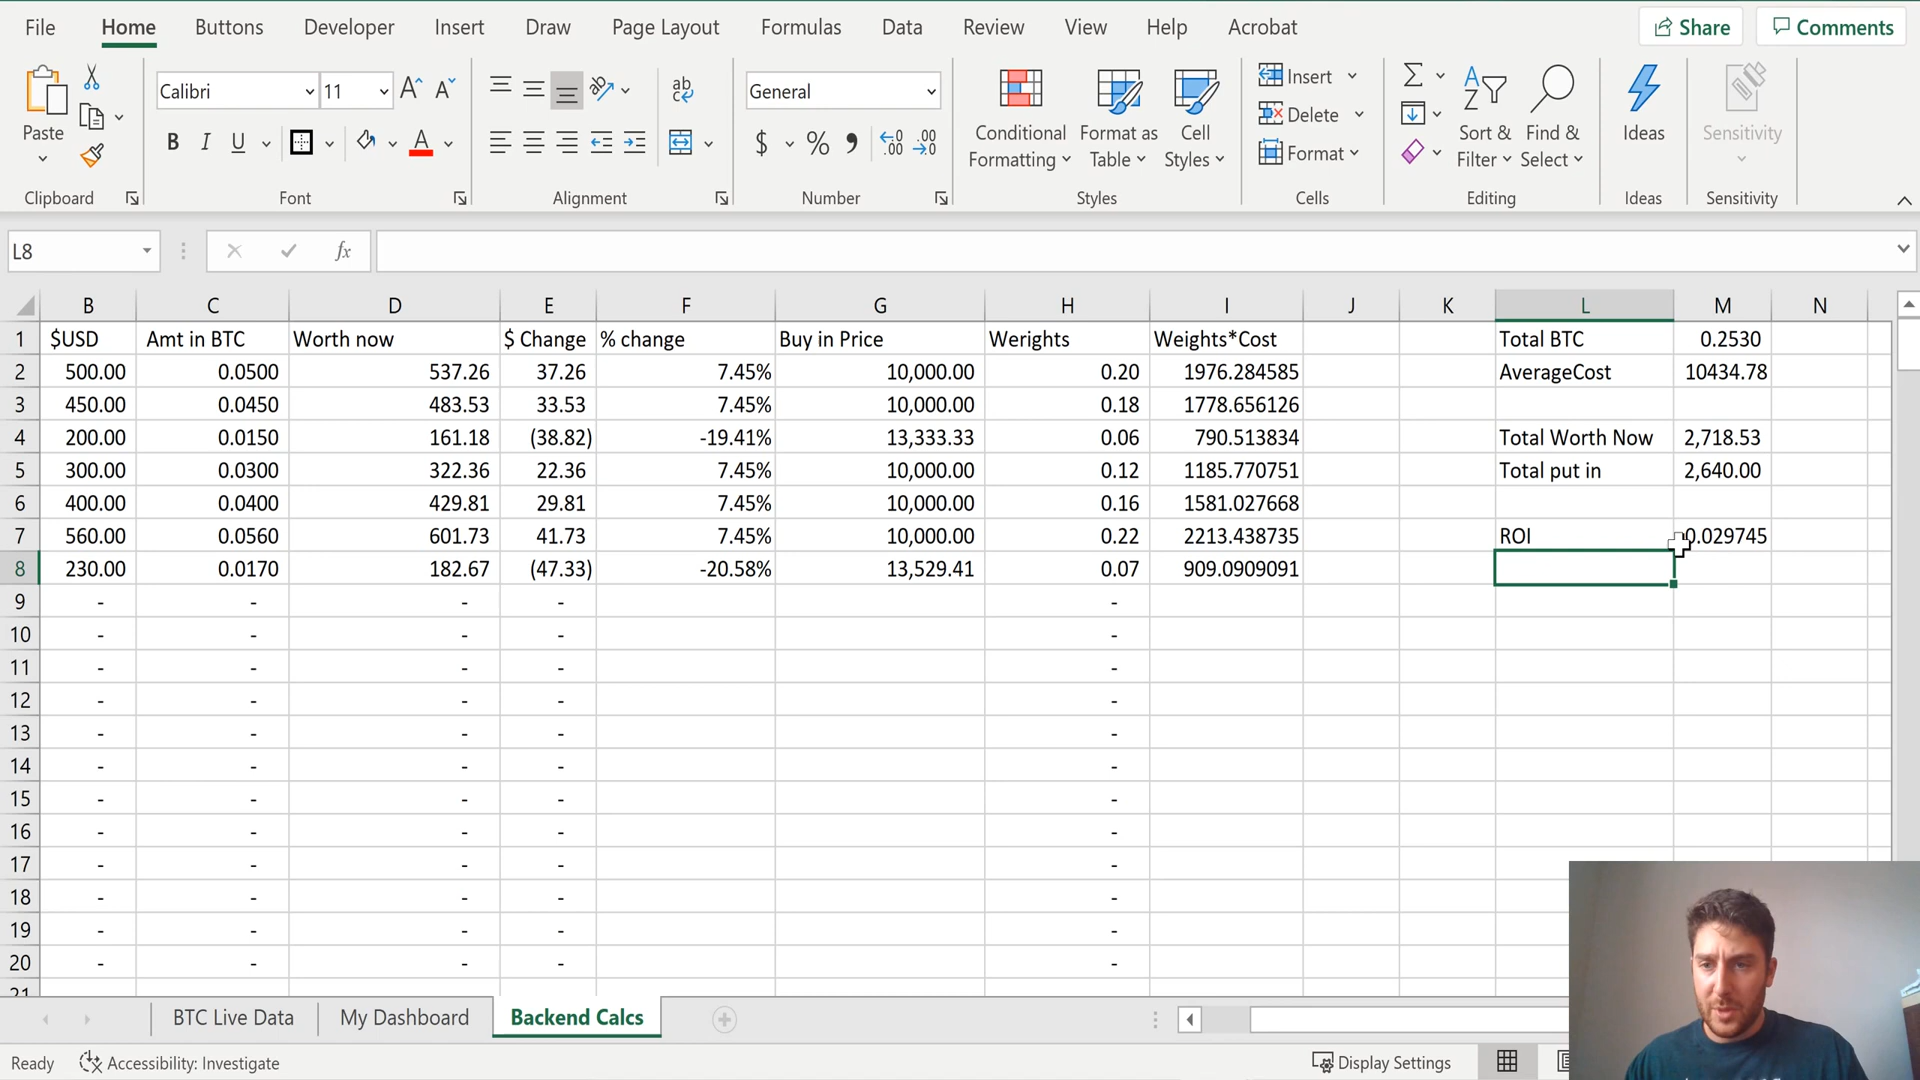 File Home Buttons Developer Insert Draw Page Layout Formulas Data Review View Help Acrobat Share Comments
Calibri 11 General Insert
Delete
Paste B I U A $ % Conditional Formatting Format as Table Cell Styles Format Sort & Filter Find & Select Ideas Sensitivity
Clipboard Font Alignment Number Styles Cells Editing Ideas Sensitivity
L8 fx
B C D E F G H I J K L M N
1 $USD Amt in BTC Worth now $ Change % change Buy in Price Werights Weights*Cost Total BTC 0.2530
2 500.00 0.0500 537.26 37.26 7.45% 10,000.00 0.20 1976.284585 AverageCost 10434.78
3 450.00 0.0450 483.53 33.53 7.45% 10,000.00 0.18 1778.656126
4 200.00 0.0150 161.18 (38.82) -19.41% 13,333.33 0.06 790.513834 Total Worth Now 2,718.53
5 300.00 0.0300 322.36 22.36 7.45% 10,000.00 0.12 1185.770751 Total put in 2,640.00
6 400.00 0.0400 429.81 29.81 7.45% 10,000.00 0.16 1581.027668
7 560.00 0.0560 601.73 41.73 7.45% 10,000.00 0.22 2213.438735 ROI 0.029745
8 230.00 0.0170 182.67 (47.33) -20.58% 13,529.41 0.07 909.0909091
9 - - - - -
10 - - - - -
11 - - - - -
12 - - - - -
13 - - - - -
14 - - - - -
15 - - - - -
16 - - - - -
17 - - - - -
18 - - - - -
19 - - - - -
20 - - - - -
BTC Live Data My Dashboard Backend Calcs
Ready Accessibility: Investigate Display Settings